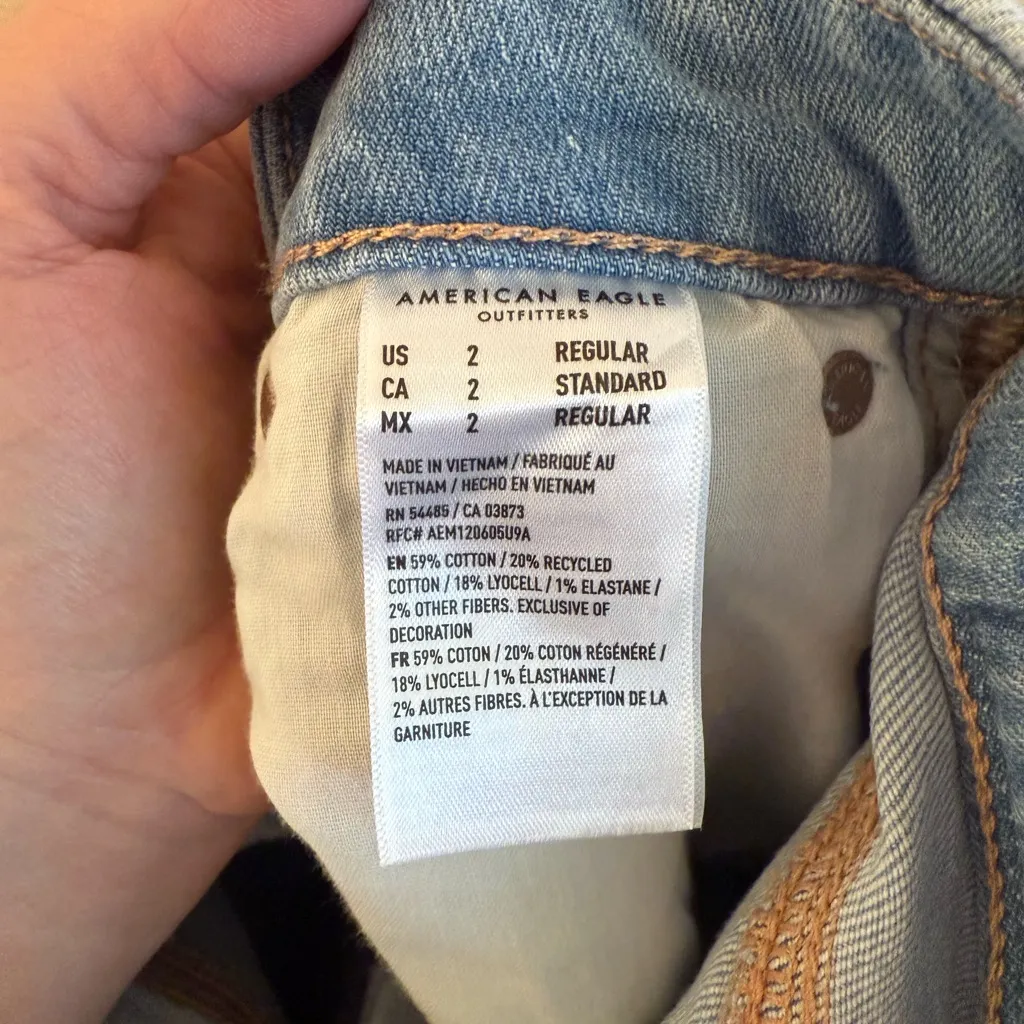 AMERICAN EAGLE
OUTFITTERS
US 2 REGULAR
CA 2 STANDARD
MX 2 REGULAR
MADE IN VIETNAM / FABRIQUÉ AU
VIETNAM / HECHO EN VIETNAM
RN 54485 / CA 03873
RFC# AEM120605U9A
EN 59% COTTON / 20% RECYCLED
COTTON / 18% LYOCELL / 1% ELASTANE /
2% OTHER FIBERS. EXCLUSIVE OF
DECORATION
FR 59% COTON / 20% COTON RÉGÉNÉRÉ /
18% LYOCELL / 1% ÉLASTHANNE /
2% AUTRES FIBRES. À L'EXCEPTION DE LA
GARNITURE